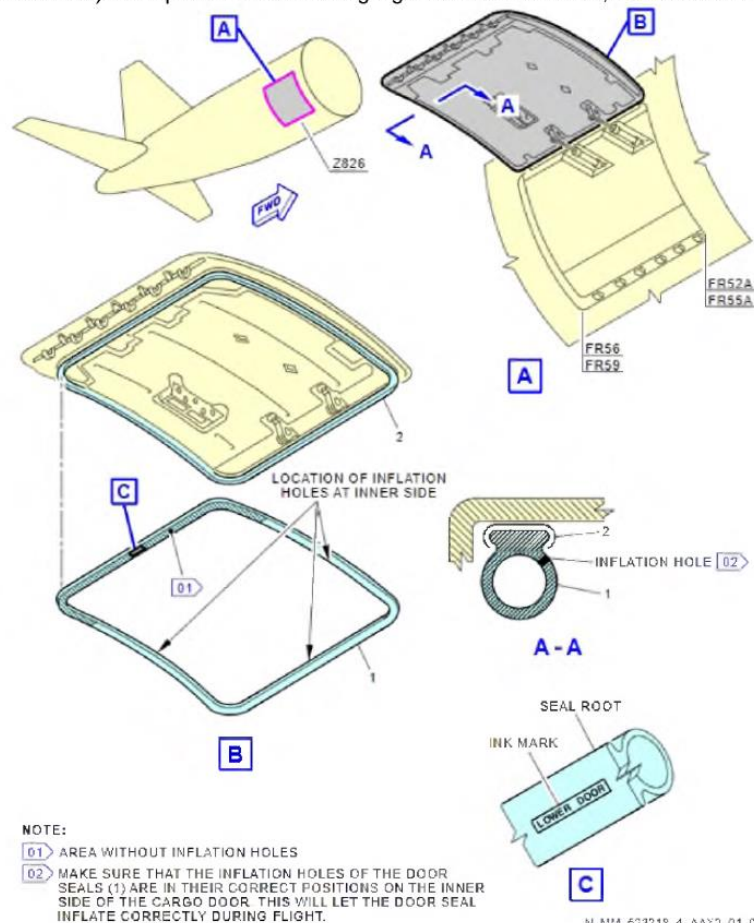 A
B
A
A
Z826
FWD
FR52A
FR55A
FR56
FR59
A
2
C
LOCATION OF INFLATION
HOLES AT INNER SIDE
01
2
INFLATION HOLE 02
1
A - A
1
B
SEAL ROOT
INK MARK
LOWER DOOR
C
NOTE:
01 AREA WITHOUT INFLATION HOLES
02 MAKE SURE THAT THE INFLATION HOLES OF THE DOOR
SEALS (1) ARE IN THEIR CORRECT POSITIONS ON THE INNER
SIDE OF THE CARGO DOOR. THIS WILL LET THE DOOR SEAL
INFLATE CORRECTLY DURING FLIGHT.